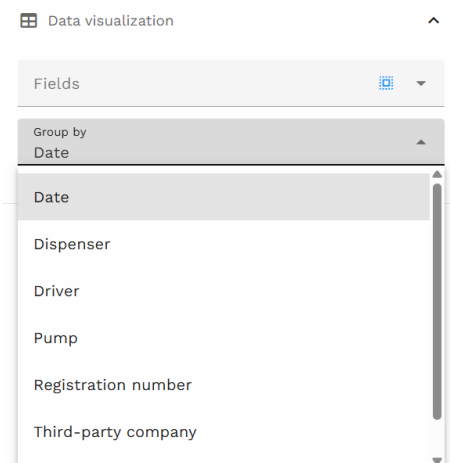 Data visualization
Fields
Group by
Date
Date
Dispenser
Driver
Pump
Registration number
Third-party company